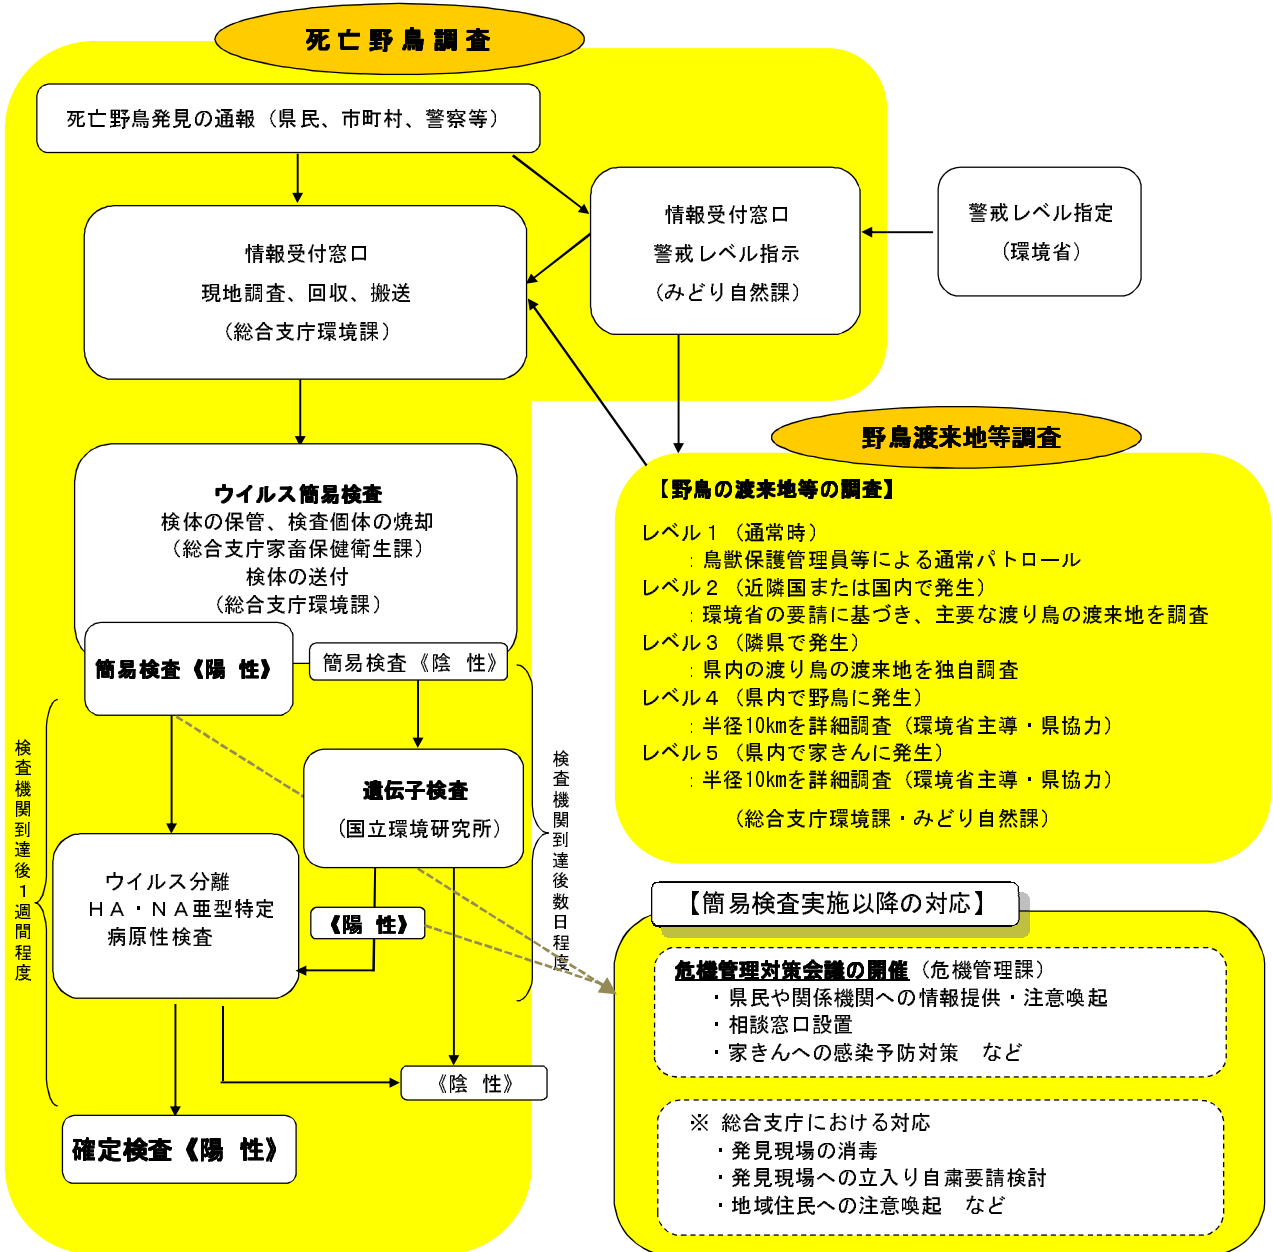 死亡野鳥調査
死亡野鳥発見の通報（県民、市町村、警察等）
情報受付窓口
警戒レベル指示
（みどり自然課）
警戒レベル指定
（環境省）
情報受付窓口
現地調査、回収、搬送
（総合支庁環境課）
ウイルス簡易検査
検体の保管、検査個体の焼却
（総合支庁家畜保健衛生課）
検体の送付
（総合支庁環境課）
簡易検査《陽 性》
簡易検査《陰 性》
検査機関到達後１週間程度
遺伝子検査
（国立環境研究所）
検査機関到達後数日程度
ウイルス分離
ＨＡ・ＮＡ亜型特定
病原性検査
《陽 性》
《陰 性》
確定検査《陽 性》
野鳥渡来地等調査
【野鳥の渡来地等の調査】
レベル１（通常時）
：鳥獣保護管理員等による通常パトロール
レベル２（近隣国または国内で発生）
：環境省の要請に基づき、主要な渡り鳥の渡来地を調査
レベル３（隣県で発生）
：県内の渡り鳥の渡来地を独自調査
レベル４（県内で野鳥に発生）
：半径10kmを詳細調査（環境省主導・県協力）
レベル５（県内で家きんに発生）
：半径10kmを詳細調査（環境省主導・県協力）
（総合支庁環境課・みどり自然課）
【簡易検査実施以降の対応】
危機管理対策会議の開催（危機管理課）
・県民や関係機関への情報提供・注意喚起
・相談窓口設置
・家きんへの感染予防対策　など
※ 総合支庁における対応
・発見現場の消毒
・発見現場への立入り自粛要請検討
・地域住民への注意喚起　など